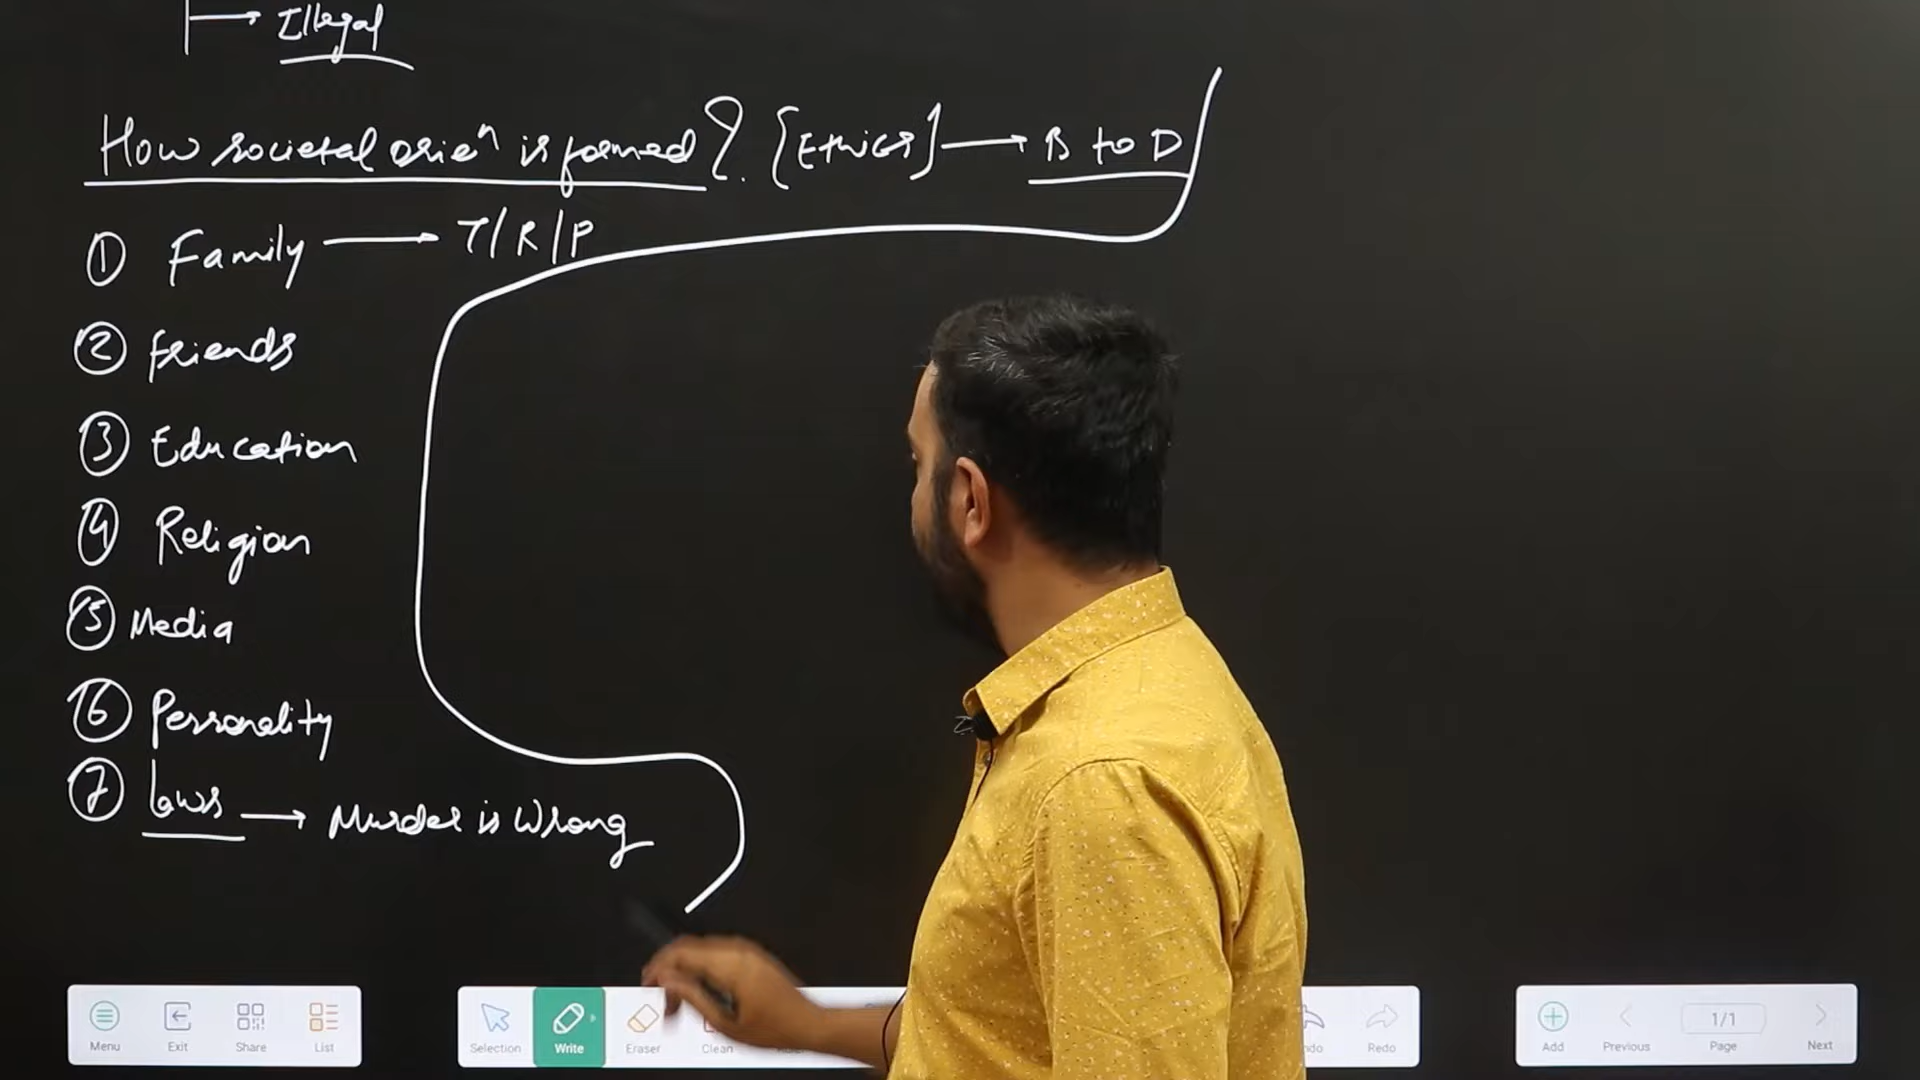 → Illegal
How societal orieⁿ is formed? [Ethics] → B to D
① Family → T/R/P
② friends
③ Education
④ Religion
⑤ Media
⑥ Personality
⑦ laws → Murder is Wrong
Menu Exit Share List Selection Write Eraser Clean Redo Add Previous 1/1 Page Next